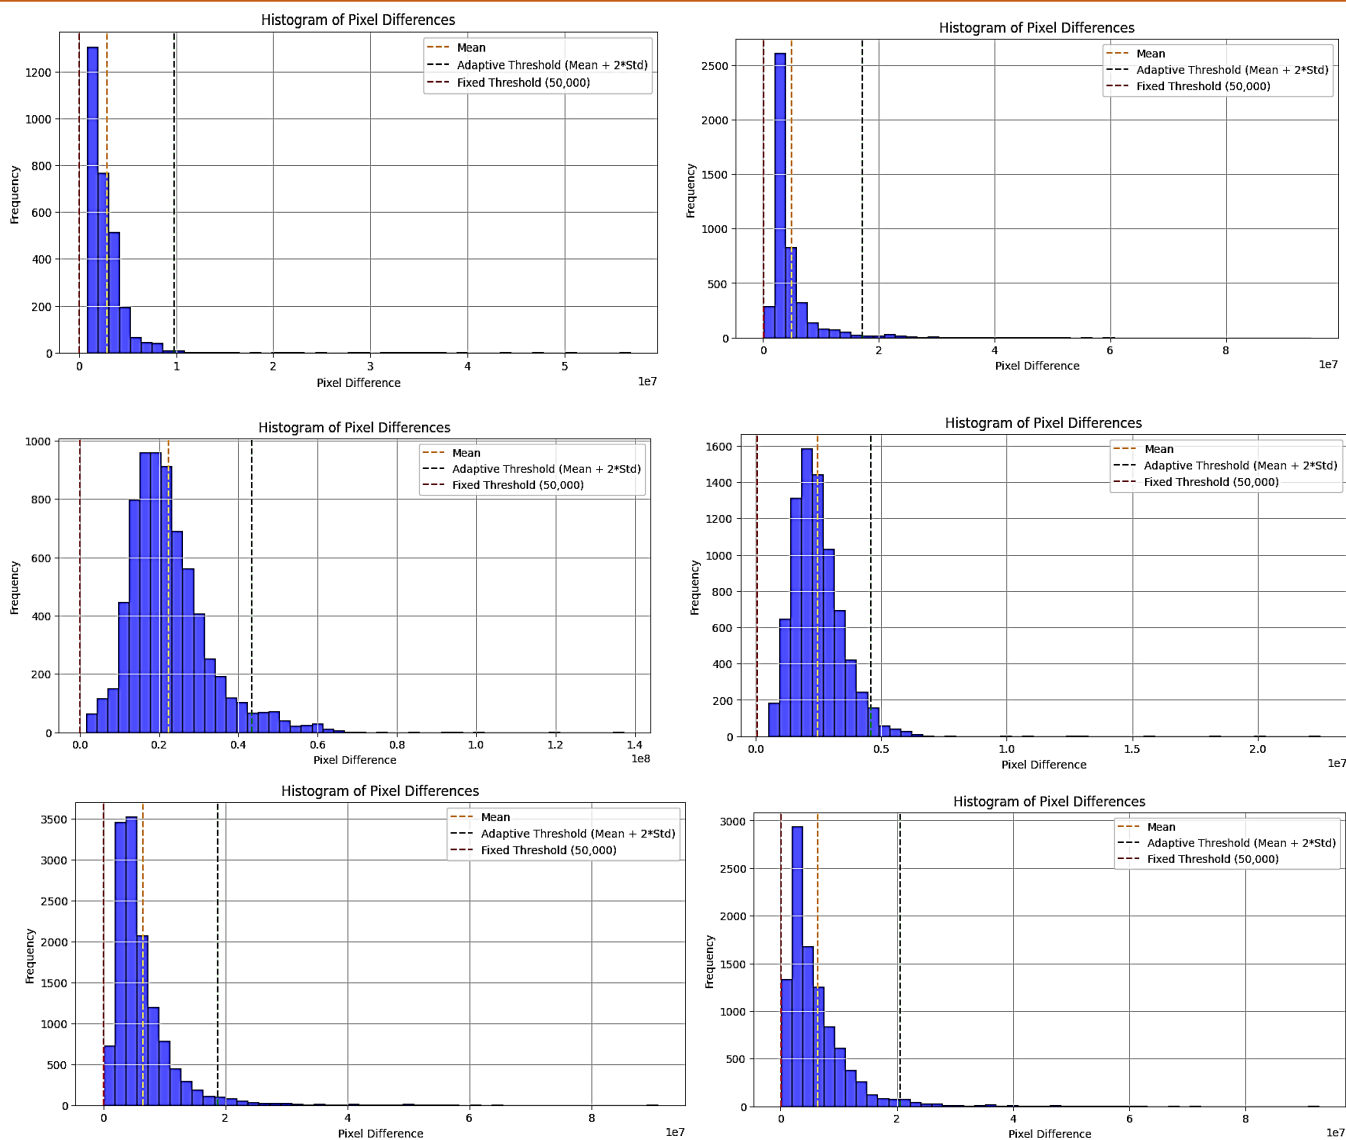 Histogram of Pixel Differences
Mean
Adaptive Threshold (Mean + 2*Std)
Fixed Threshold (50,000)
Frequency
1200
1000
800
600
400
200
0
0 1 2 3 4 5
1e7
Pixel Difference
Histogram of Pixel Differences
Mean
Adaptive Threshold (Mean + 2*Std)
Fixed Threshold (50,000)
Frequency
2500
2000
1500
1000
500
0
0 2 4 6 8
1e7
Pixel Difference
Histogram of Pixel Differences
Mean
Adaptive Threshold (Mean + 2*Std)
Fixed Threshold (50,000)
Frequency
1000
800
600
400
200
0
0.0 0.2 0.4 0.6 0.8 1.0 1.2 1.4
1e8
Pixel Difference
Histogram of Pixel Differences
Mean
Adaptive Threshold (Mean + 2*Std)
Fixed Threshold (50,000)
Frequency
1600
1400
1200
1000
800
600
400
200
0
0.0 0.5 1.0 1.5 2.0
1e7
Pixel Difference
Histogram of Pixel Differences
Mean
Adaptive Threshold (Mean + 2*Std)
Fixed Threshold (50,000)
Frequency
3500
3000
2500
2000
1500
1000
500
0
0 2 4 6 8
1e7
Pixel Difference
Histogram of Pixel Differences
Mean
Adaptive Threshold (Mean + 2*Std)
Fixed Threshold (50,000)
Frequency
3000
2500
2000
1500
1000
500
0
0 2 4 6 8
1e7
Pixel Difference